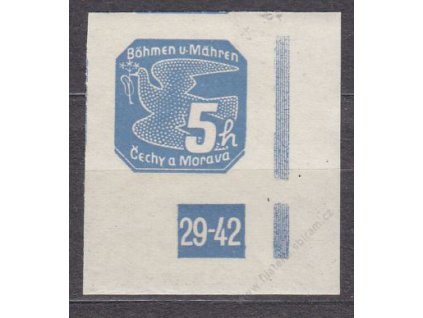 Böhmen u. Mähren
5h
Čechy a Morava
29-42